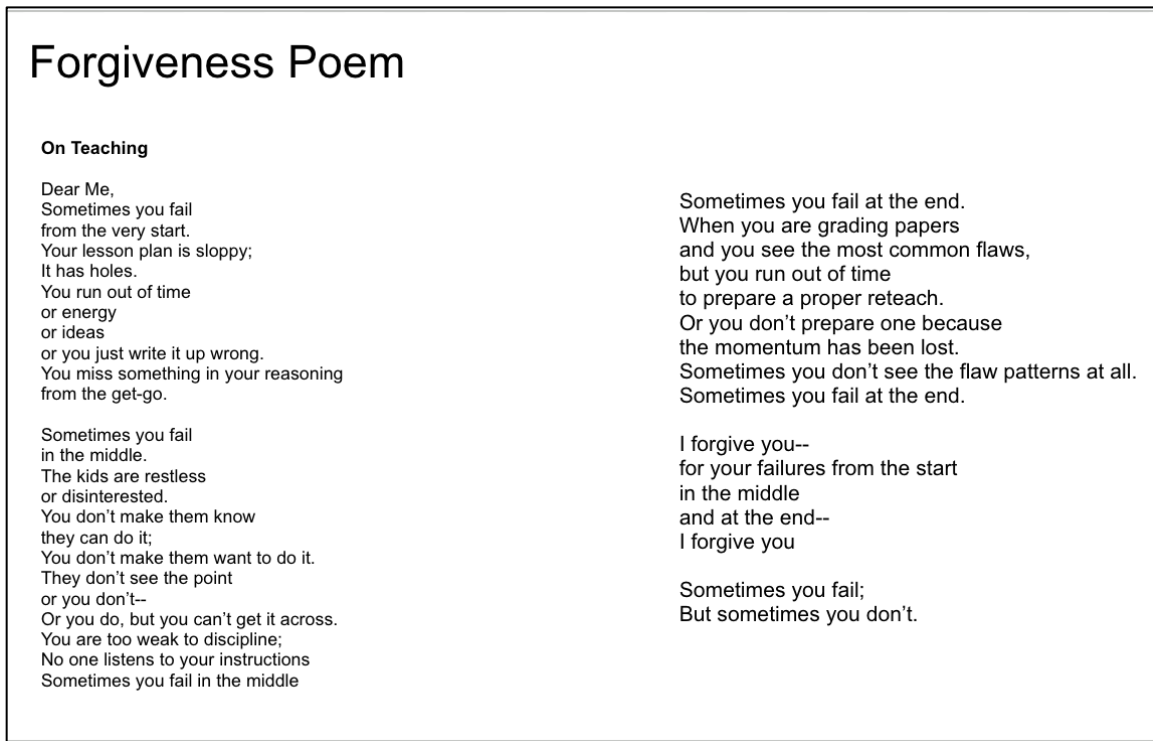 Forgiveness Poem
On Teaching
Dear Me,
Sometimes you fail
from the very start.
Your lesson plan is sloppy;
It has holes.
You run out of time
or energy
or ideas
or you just write it up wrong.
You miss something in your reasoning
from the get-go.
Sometimes you fail
in the middle.
The kids are restless
or disinterested.
You don’t make them know
they can do it;
You don’t make them want to do it.
They don’t see the point
or you don’t--
Or you do, but you can’t get it across.
You are too weak to discipline;
No one listens to your instructions
Sometimes you fail in the middle
Sometimes you fail at the end.
When you are grading papers
and you see the most common flaws,
but you run out of time
to prepare a proper reteach.
Or you don’t prepare one because
the momentum has been lost.
Sometimes you don’t see the flaw patterns at all.
Sometimes you fail at the end.
I forgive you--
for your failures from the start
in the middle
and at the end--
I forgive you
Sometimes you fail;
But sometimes you don’t.